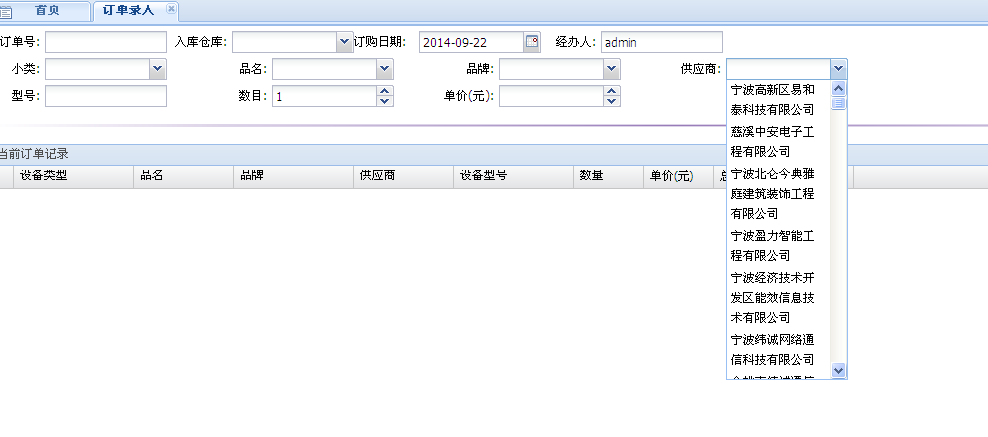 首页 订单录入
订单号: 入库仓库: 订购日期: 2014-09-22 经办人: admin
小类: 品名: 品牌: 供应商:
型号: 数目: 1 单价(元):
当前订单记录
设备类型 品名 品牌 供应商 设备型号 数量 单价(元)
宁波高新区易和
泰科技有限公司
慈溪中安电子工
程有限公司
宁波北仑今典雅
庭建筑装饰工程
有限公司
宁波盈力智能工
程有限公司
宁波经济技术开
发区能效信息技
术有限公司
宁波纬诚网络通
信科技有限公司